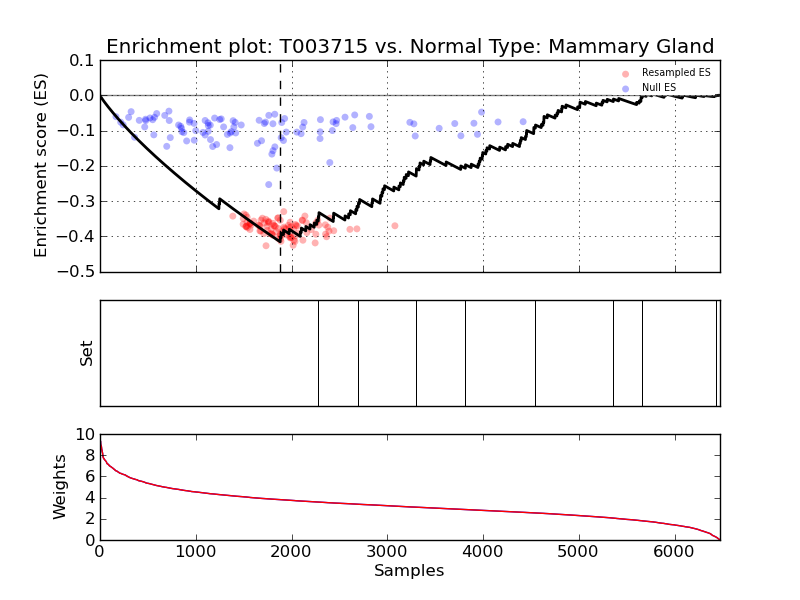 Enrichment plot: T003715 vs. Normal Type: Mammary Gland
Enrichment score (ES)
0.1
0.0
−0.1
−0.2
−0.3
−0.4
−0.5
Resampled ES
Null ES
Set
Weights
10
8
6
4
2
0
0 1000 2000 3000 4000 5000 6000
Samples